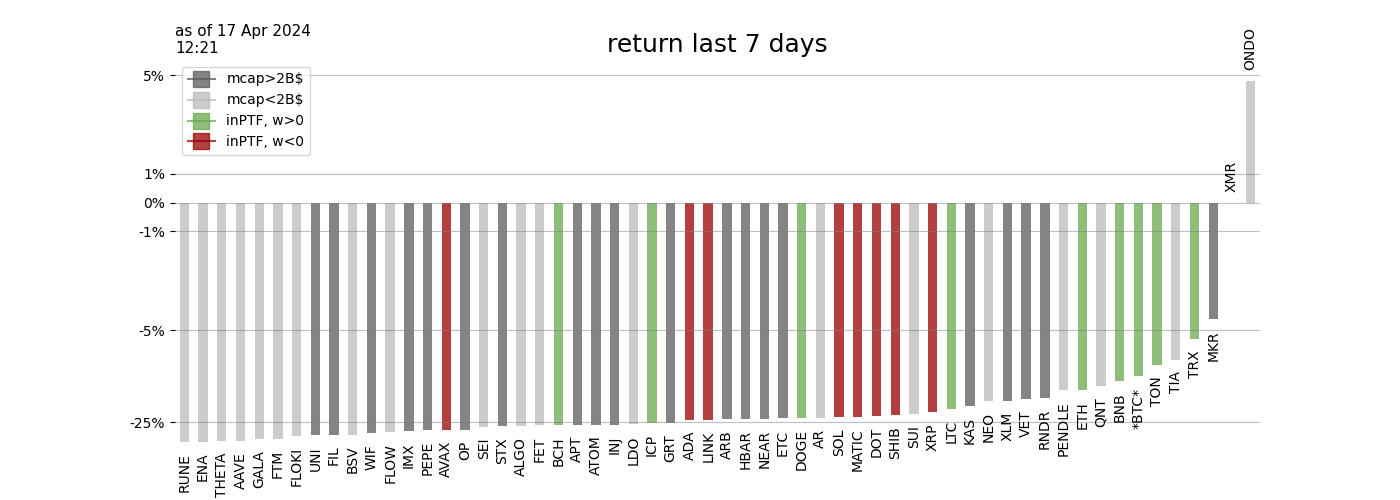 as of 17 Apr 2024
12:21
return last 7 days
mcap>2B$
mcap<2B$
inPTF, w>0
inPTF, w<0
5%
1%
0%
-1%
-5%
-25%
RUNE
ENA
THETA
AAVE
GALA
FTM
FLOKI
UNI
FIL
BSV
WIF
FLOW
IMX
PEPE
AVAX
OP
SEI
STX
ALGO
FET
BCH
APT
ATOM
INJ
LDO
ICP
GRT
ADA
LINK
ARB
HBAR
NEAR
ETC
DOGE
AR
SOL
MATIC
DOT
SHIB
SUI
XRP
LTC
KAS
NEO
XLM
VET
RNDR
PENDLE
ETH
QNT
BNB
*BTC*
TON
TIA
TRX
MKR
XMR
ONDO